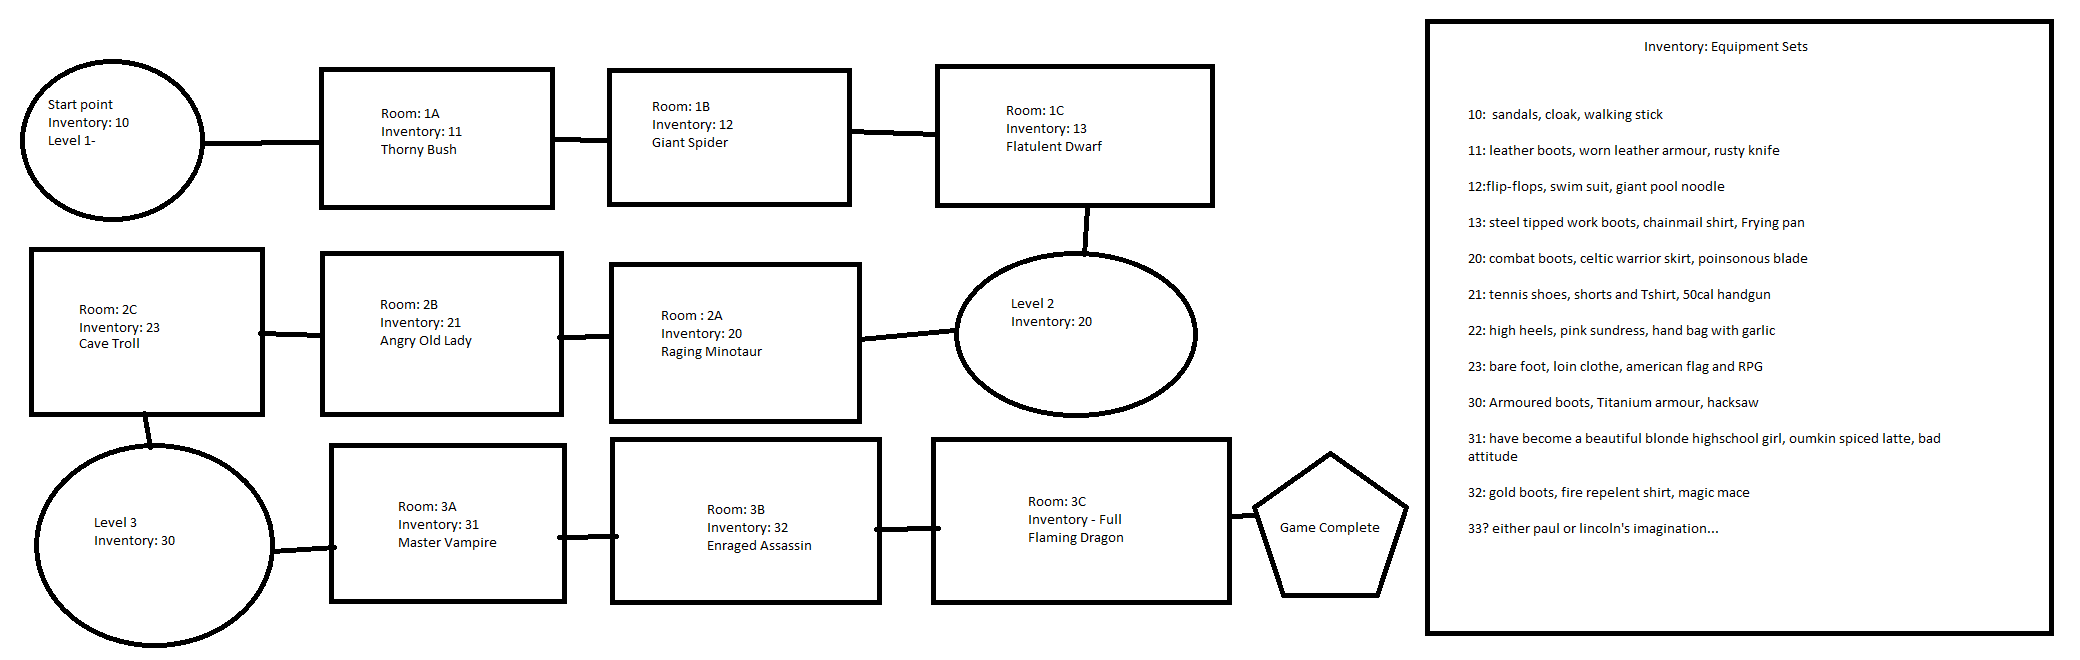 Start point
Inventory: 10
Level 1-
Room: 1A
Inventory: 11
Thorny Bush
Room: 1B
Inventory: 12
Giant Spider
Room: 1C
Inventory: 13
Flatulent Dwarf
Room: 2C
Inventory: 23
Cave Troll
Room: 2B
Inventory: 21
Angry Old Lady
Room : 2A
Inventory: 20
Raging Minotaur
Level 2
Inventory: 20
Level 3
Inventory: 30
Room: 3A
Inventory: 31
Master Vampire
Room: 3B
Inventory: 32
Enraged Assassin
Room: 3C
Inventory - Full
Flaming Dragon
Game Complete
Inventory: Equipment Sets
10:  sandals, cloak, walking stick
11: leather boots, worn leather armour, rusty knife
12:flip-flops, swim suit, giant pool noodle
13: steel tipped work boots, chainmail shirt, Frying pan
20: combat boots, celtic warrior skirt, poinsonous blade
21: tennis shoes, shorts and Tshirt, 50cal handgun
22: high heels, pink sundress, hand bag with garlic
23: bare foot, loin clothe, american flag and RPG
30: Armoured boots, Titanium armour, hacksaw
31: have become a beautiful blonde highschool girl, oumkin spiced latte, bad
attitude
32: gold boots, fire repelent shirt, magic mace
33? either paul or lincoln's imagination...